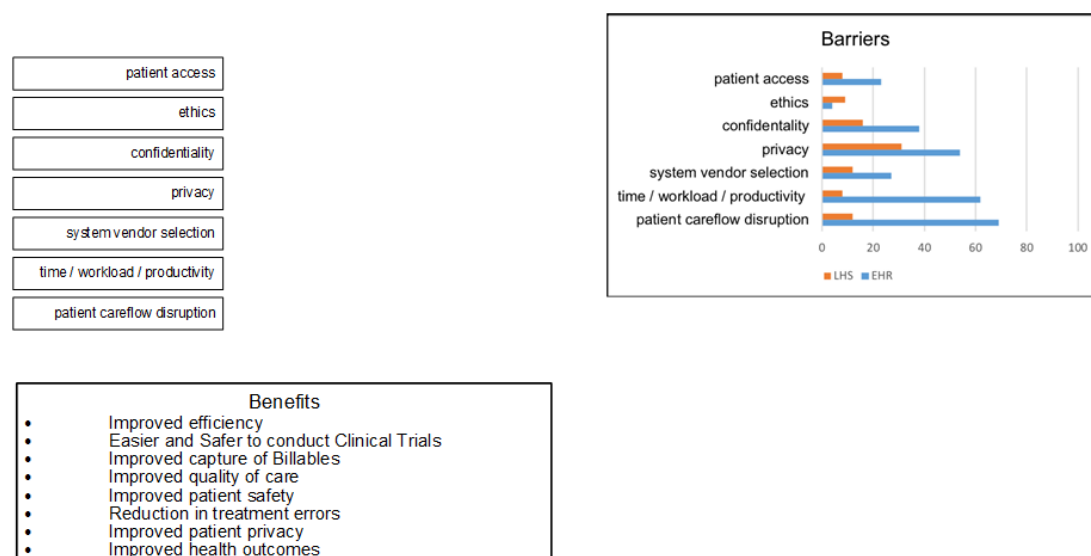 patient access
ethics
confidentiality
privacy
system vendor selection
time / workload / productivity
patient careflow disruption
Barriers
patient access
ethics
confidentality
privacy
system vendor selection
time / workload / productivity
patient careflow disruption
0 20 40 60 80 100
LHS EHR
Benefits
• Improved efficiency
• Easier and Safer to conduct Clinical Trials
• Improved capture of Billables
• Improved quality of care
• Improved patient safety
• Reduction in treatment errors
• Improved patient privacy
• Improved health outcomes